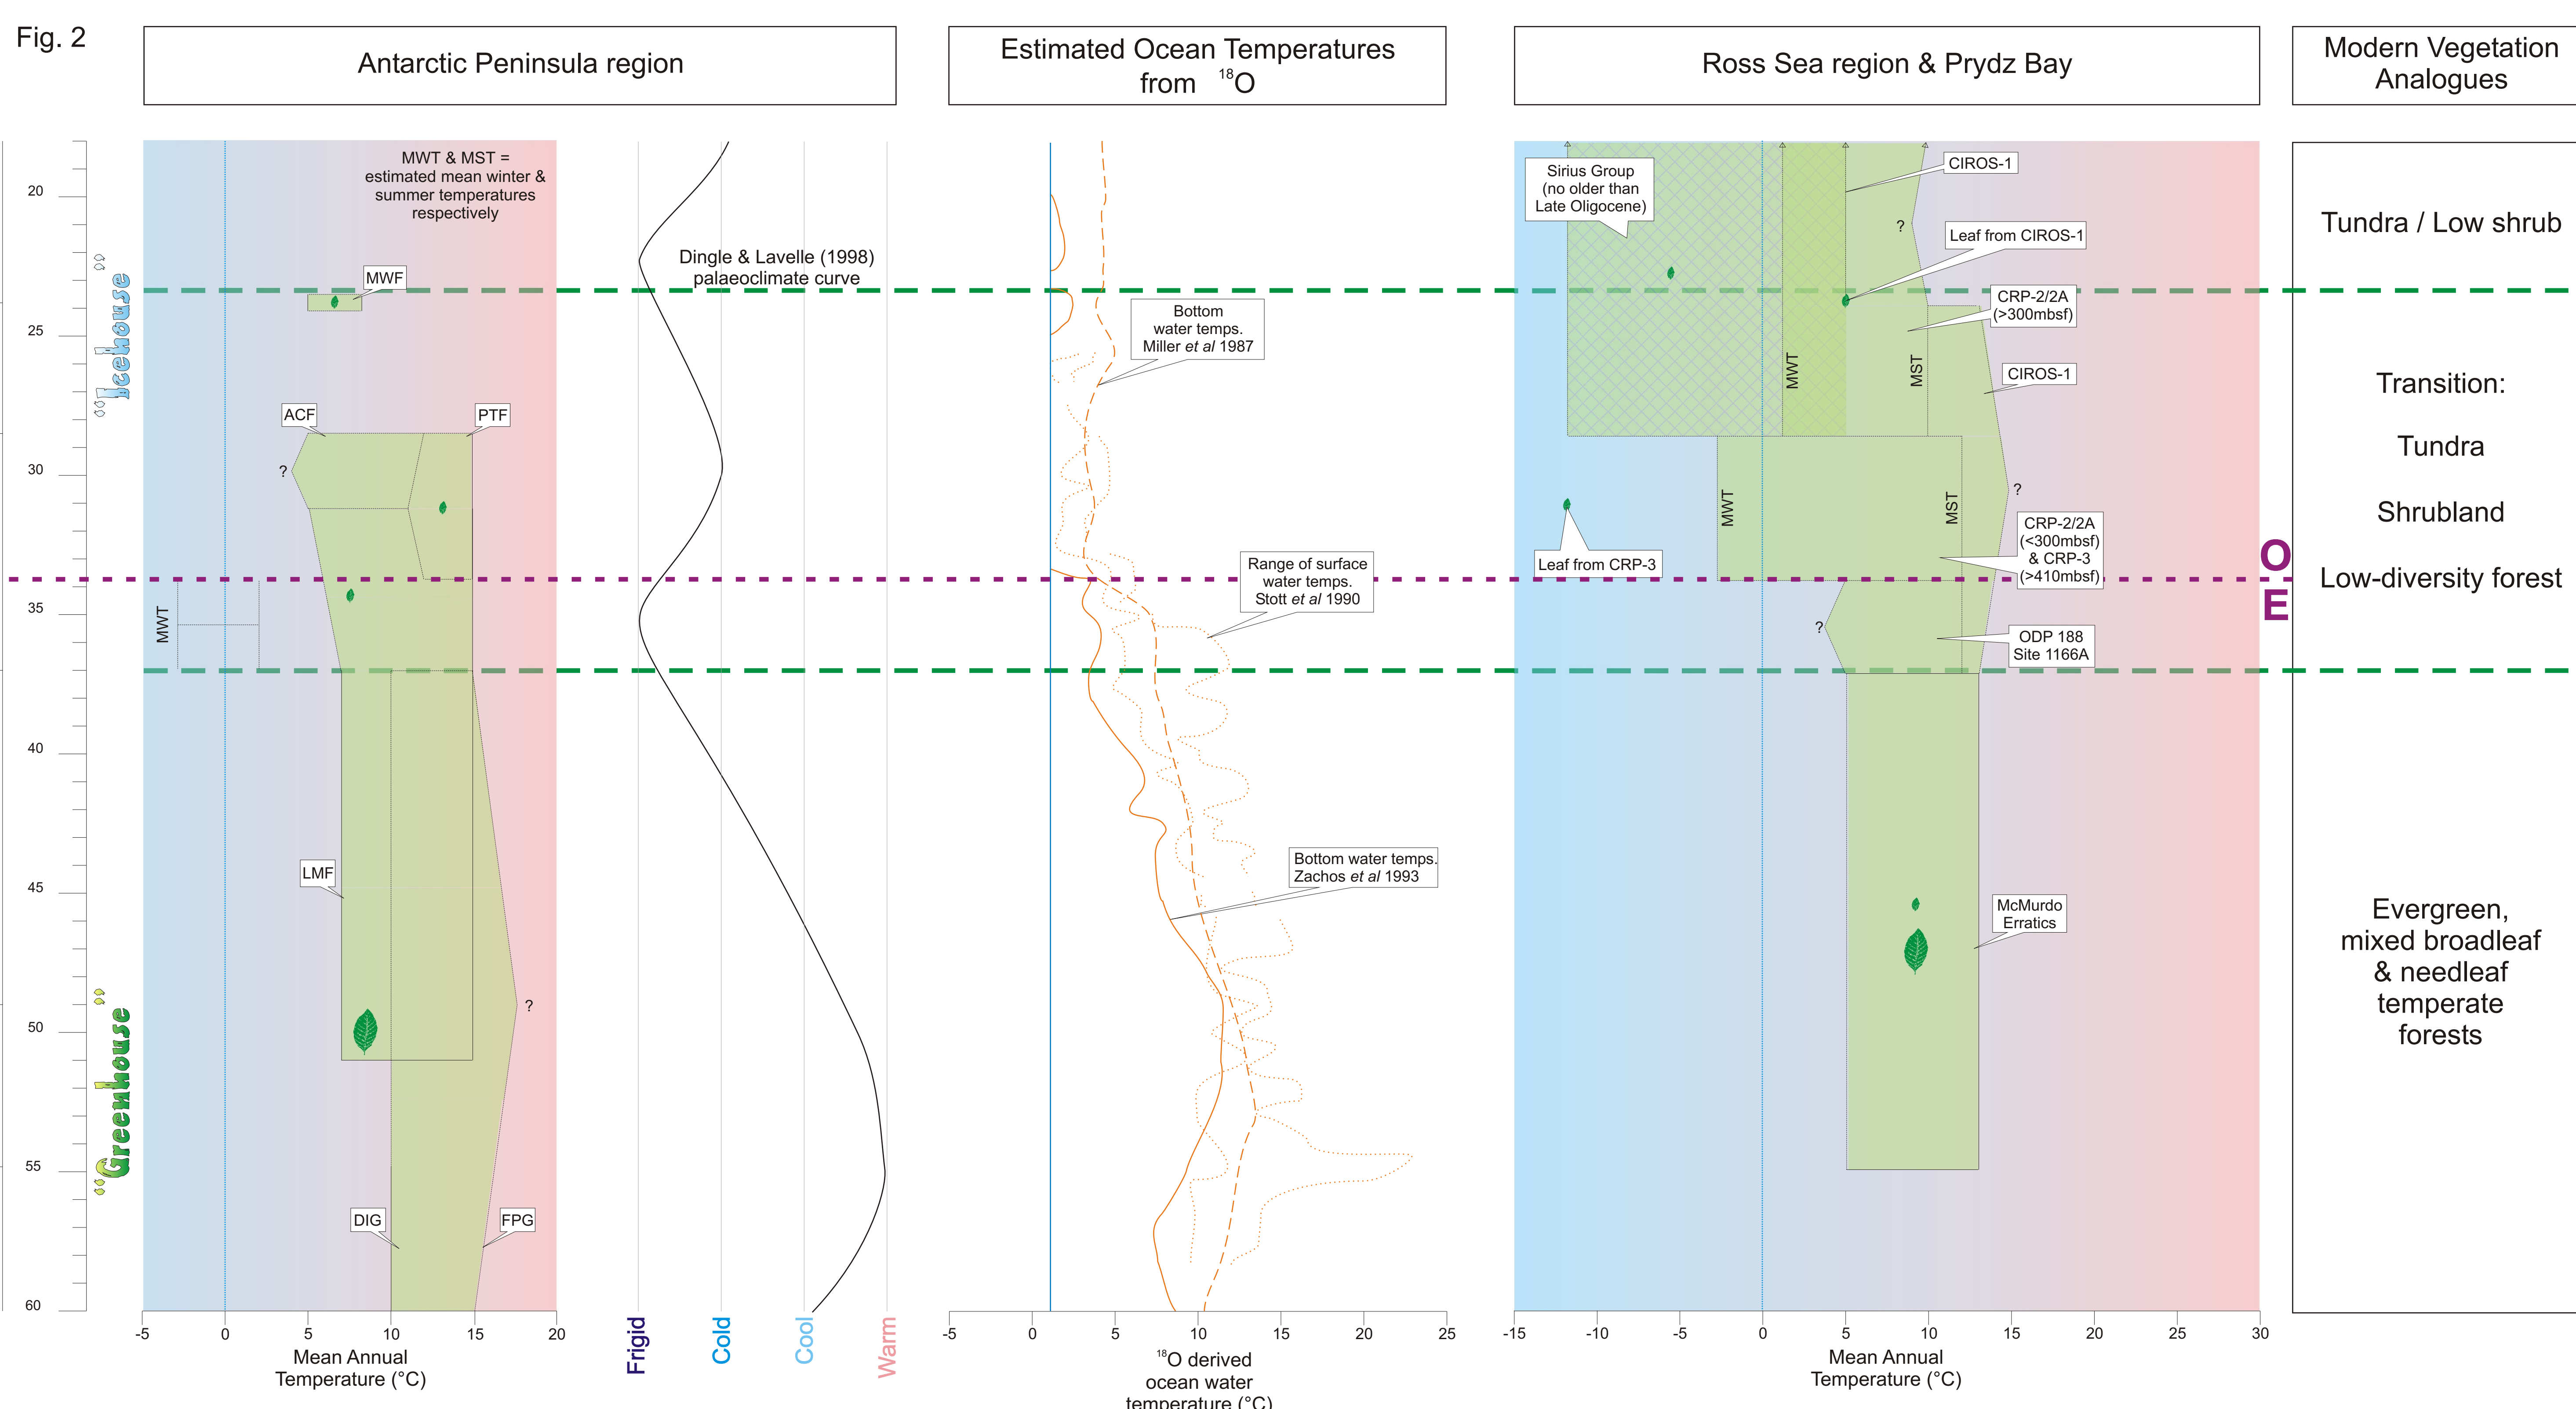 Fig. 2
Antarctic Peninsula region
Estimated Ocean Temperatures
from ¹⁸O
Ross Sea region & Prydz Bay
Modern Vegetation
Analogues
20
25
30
35
40
45
50
55
60
"Icehouse"
"Greenhouse"
MWT & MST =
estimated mean winter &
summer temperatures
respectively
MWF
ACF
PTF
?
MWT
LMF
?
DIG
FPG
-5
0
5
10
15
20
Mean Annual
Temperature (°C)
Dingle & Lavelle (1998)
palaeoclimate curve
Frigid
Cold
Cool
Warm
Bottom
water temps.
Miller et al 1987
Range of surface
water temps.
Stott et al 1990
Bottom water temps.
Zachos et al 1993
-5
0
5
10
15
20
25
¹⁸O derived
ocean water
temperature (°C)
Sirius Group
(no older than
Late Oligocene)
CIROS-1
?
Leaf from CIROS-1
CRP-2/2A
(>300mbsf)
MWT
MST
CIROS-1
?
MWT
MST
Leaf from CRP-3
CRP-2/2A
(<300mbsf)
& CRP-3
(>410mbsf)
?
ODP 188
Site 1166A
McMurdo
Erratics
-15
-10
-5
0
5
10
15
20
25
30
Mean Annual
Temperature (°C)
O
E
Tundra / Low shrub
Transition:
Tundra
Shrubland
Low-diversity forest
Evergreen,
mixed broadleaf
& needleaf
temperate
forests